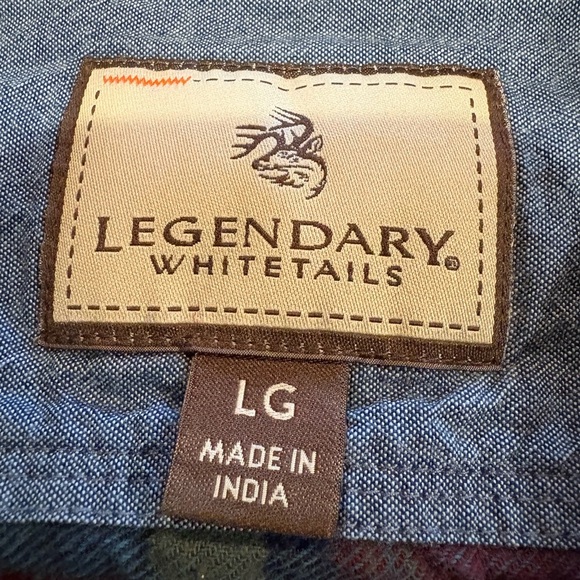 LEGENDARY®
WHITETAILS
LG
MADE IN
INDIA